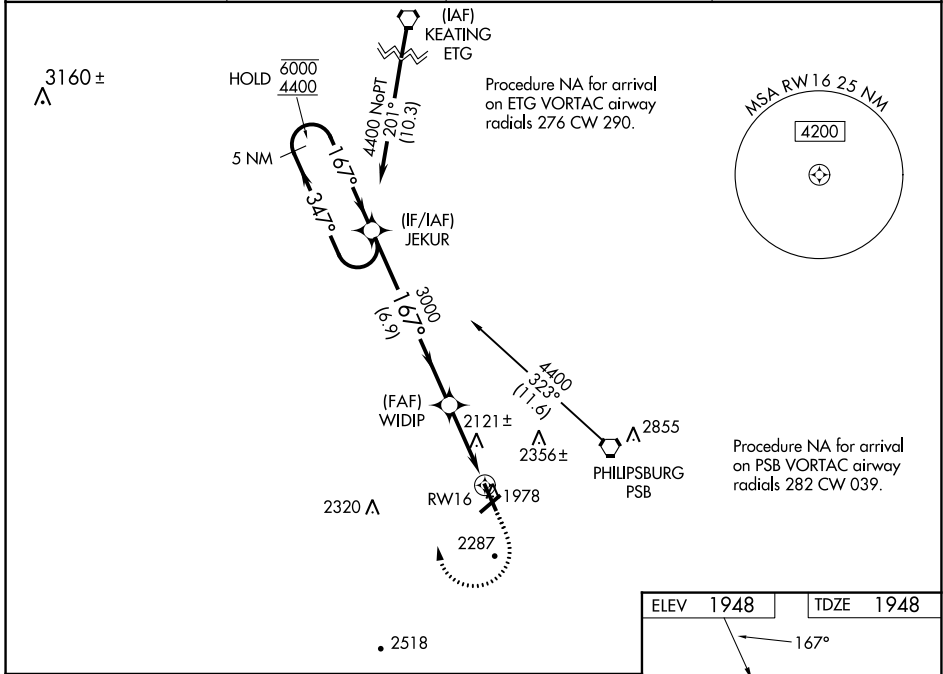 (IAF)
KEATING
ETG
3160 ±
HOLD 6000
4400
4400 NoPT
201°
(10.3)
Procedure NA for arrival
on ETG VORTAC airway
radials 276 CW 290.
MSA RW16 25 NM
4200
5 NM
167°
347°
(IF/IAF)
JEKUR
3000
167°
(6.9)
4400
323°
(11.6)
(FAF)
WIDIP
2121 ±
2356 ±
2855
PHILIPSBURG
PSB
Procedure NA for arrival
on PSB VORTAC airway
radials 282 CW 039.
RW16
1978
2320
2287
2518
ELEV 1948
TDZE 1948
167°